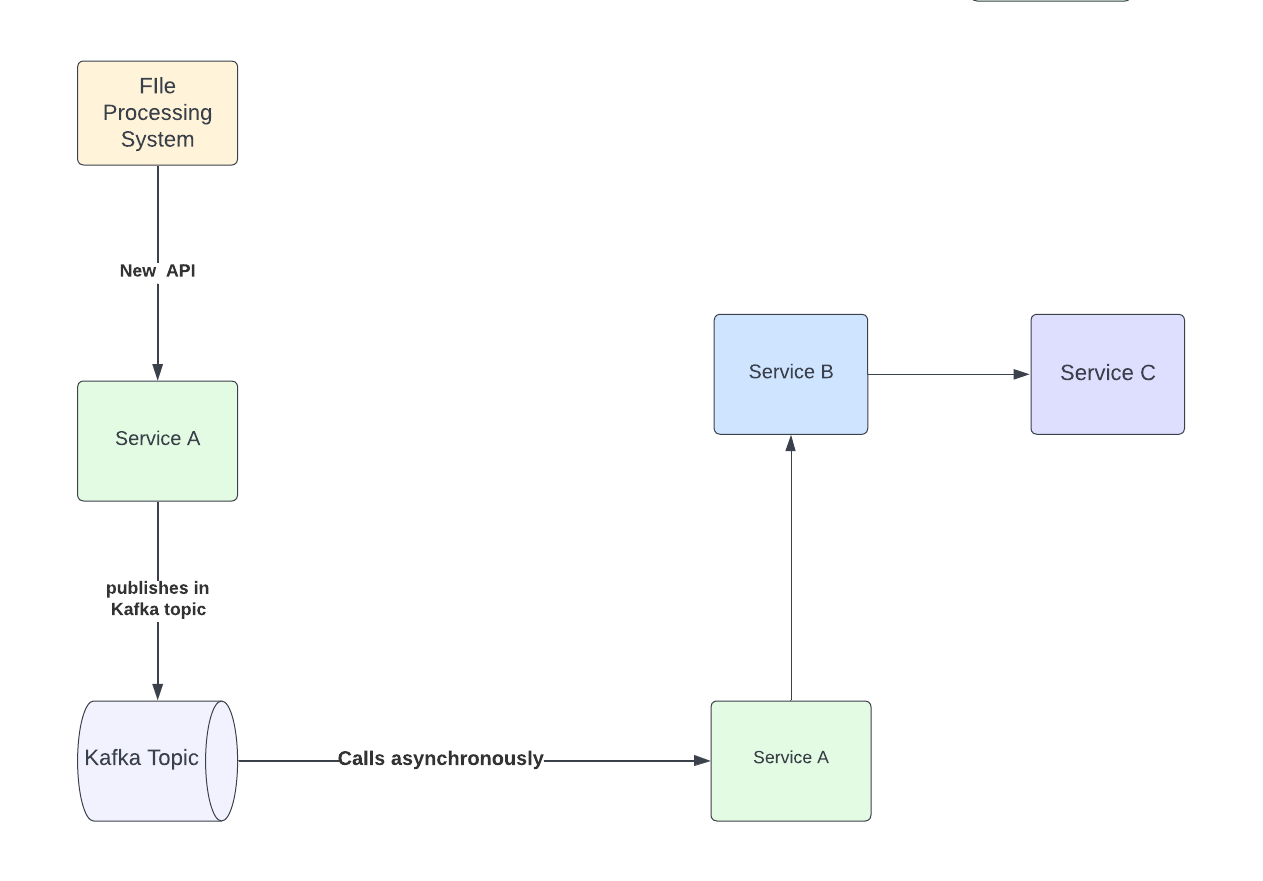 FIle
Processing
System
New  API
Service A
publishes in
Kafka topic
Kafka Topic
Calls asynchronously
Service A
Service B
Service C